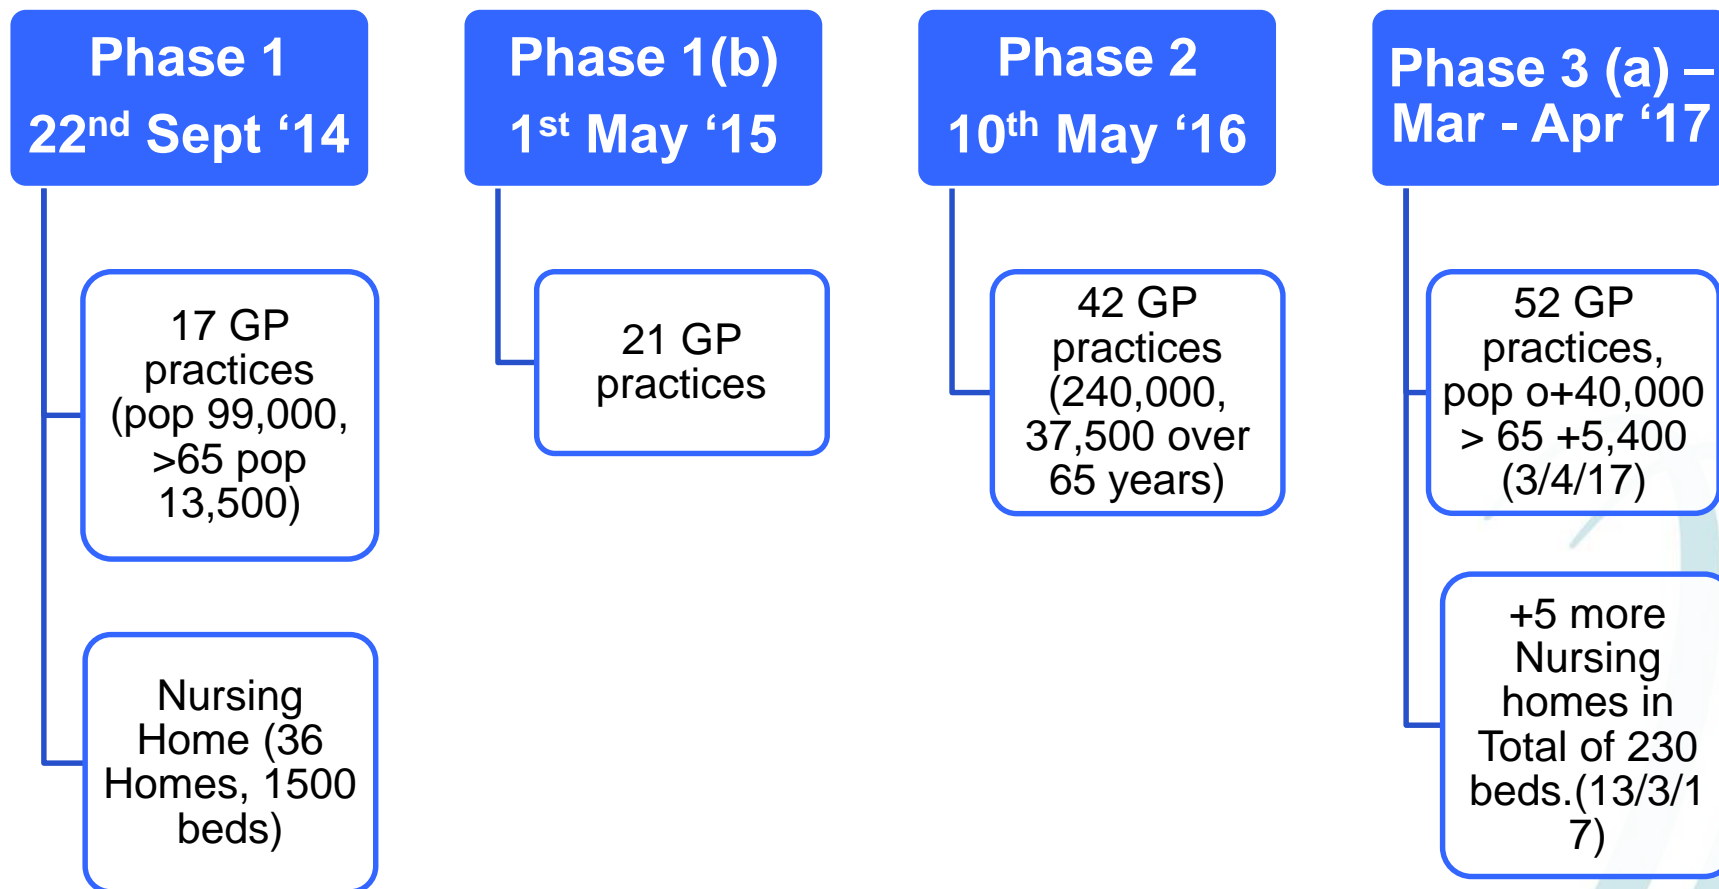 Phase 1
22nd Sept ‘14
17 GP
practices
(pop 99,000,
>65 pop
13,500)
Nursing
Home (36
Homes, 1500
beds)
Phase 1(b)
1st May ‘15
21 GP
practices
Phase 2
10th May ‘16
42 GP
practices
(240,000,
37,500 over
65 years)
Phase 3 (a) –
Mar - Apr ‘17
52 GP
practices,
pop o+40,000
> 65 +5,400
(3/4/17)
+5 more
Nursing
homes in
Total of 230
beds.(13/3/1
7)